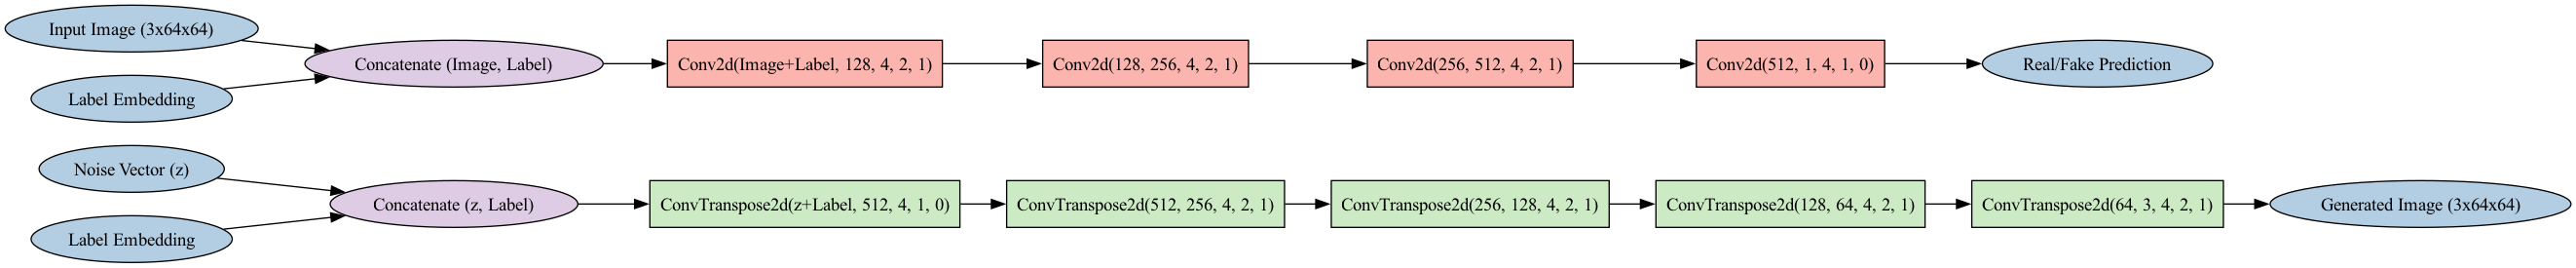 Input Image (3x64x64)
Label Embedding
Concatenate (Image, Label)
Conv2d(Image+Label, 128, 4, 2, 1)
Conv2d(128, 256, 4, 2, 1)
Conv2d(256, 512, 4, 2, 1)
Conv2d(512, 1, 4, 1, 0)
Real/Fake Prediction
Noise Vector (z)
Label Embedding
Concatenate (z, Label)
ConvTranspose2d(z+Label, 512, 4, 1, 0)
ConvTranspose2d(512, 256, 4, 2, 1)
ConvTranspose2d(256, 128, 4, 2, 1)
ConvTranspose2d(128, 64, 4, 2, 1)
ConvTranspose2d(64, 3, 4, 2, 1)
Generated Image (3x64x64)